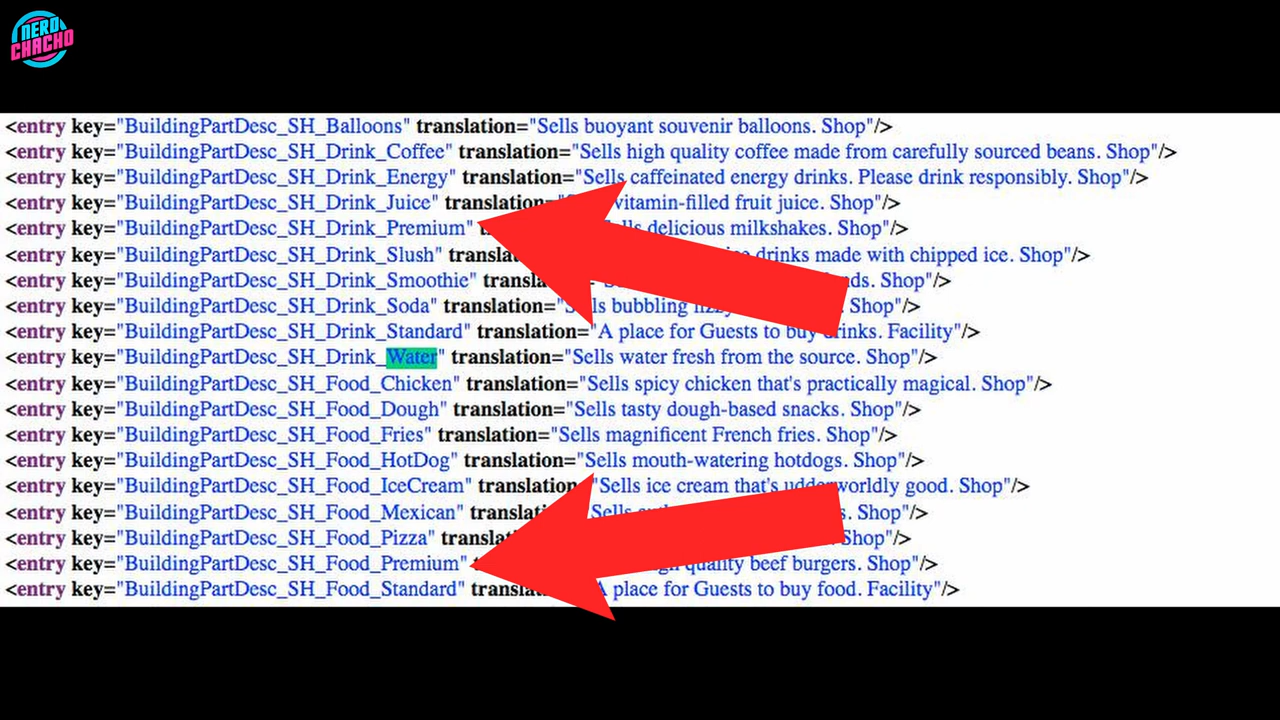 NERD
CHACHO
<entry key="BuildingPartDesc_SH_Balloons" translation="Sells buoyant souvenir balloons. Shop"/>
<entry key="BuildingPartDesc_SH_Drink_Coffee" translation="Sells high quality coffee made from carefully sourced beans. Shop"/>
<entry key="BuildingPartDesc_SH_Drink_Energy" translation="Sells caffeinated energy drinks. Please drink responsibly. Shop"/>
<entry key="BuildingPartDesc_SH_Drink_Juice" translation= vitamin-filled fruit juice. Shop"/>
<entry key="BuildingPartDesc_SH_Drink_Premium" delicious milkshakes. Shop"/>
<entry key="BuildingPartDesc_SH_Drink_Slush" drinks made with chipped ice. Shop"/>
<entry key="BuildingPartDesc_SH_Drink_Smoothie" Shop"/>
<entry key="BuildingPartDesc_SH_Drink_Soda" translation= bubbling Shop"/>
<entry key="BuildingPartDesc_SH_Drink_Standard" translation="A place for Guests to buy drinks. Facility"/>
<entry key="BuildingPartDesc_SH_Drink_Water" translation="Sells water fresh from the source. Shop"/>
<entry key="BuildingPartDesc_SH_Food_Chicken" translation="Sells spicy chicken that's practically magical. Shop"/>
<entry key="BuildingPartDesc_SH_Food_Dough" translation="Sells tasty dough-based snacks. Shop"/>
<entry key="BuildingPartDesc_SH_Food_Fries" translation="Sells magnificent French fries. Shop"/>
<entry key="BuildingPartDesc_SH_Food_HotDog" translation="Sells mouth-watering hotdogs. Shop"/>
<entry key="BuildingPartDesc_SH_Food_IceCream" translation "Sells ice cream that's udderworldly good. Shop"/>
<entry key="BuildingPartDesc_SH_Food_Mexican" Sells Shop"/>
<entry key="BuildingPartDesc_SH_Food_Pizza" Shop"/>
<entry key="BuildingPartDesc_SH_Food_Premium" quality beef burgers. Shop"/>
<entry key="BuildingPartDesc_SH_Food_Standard" A place for Guests to buy food. Facility"/>